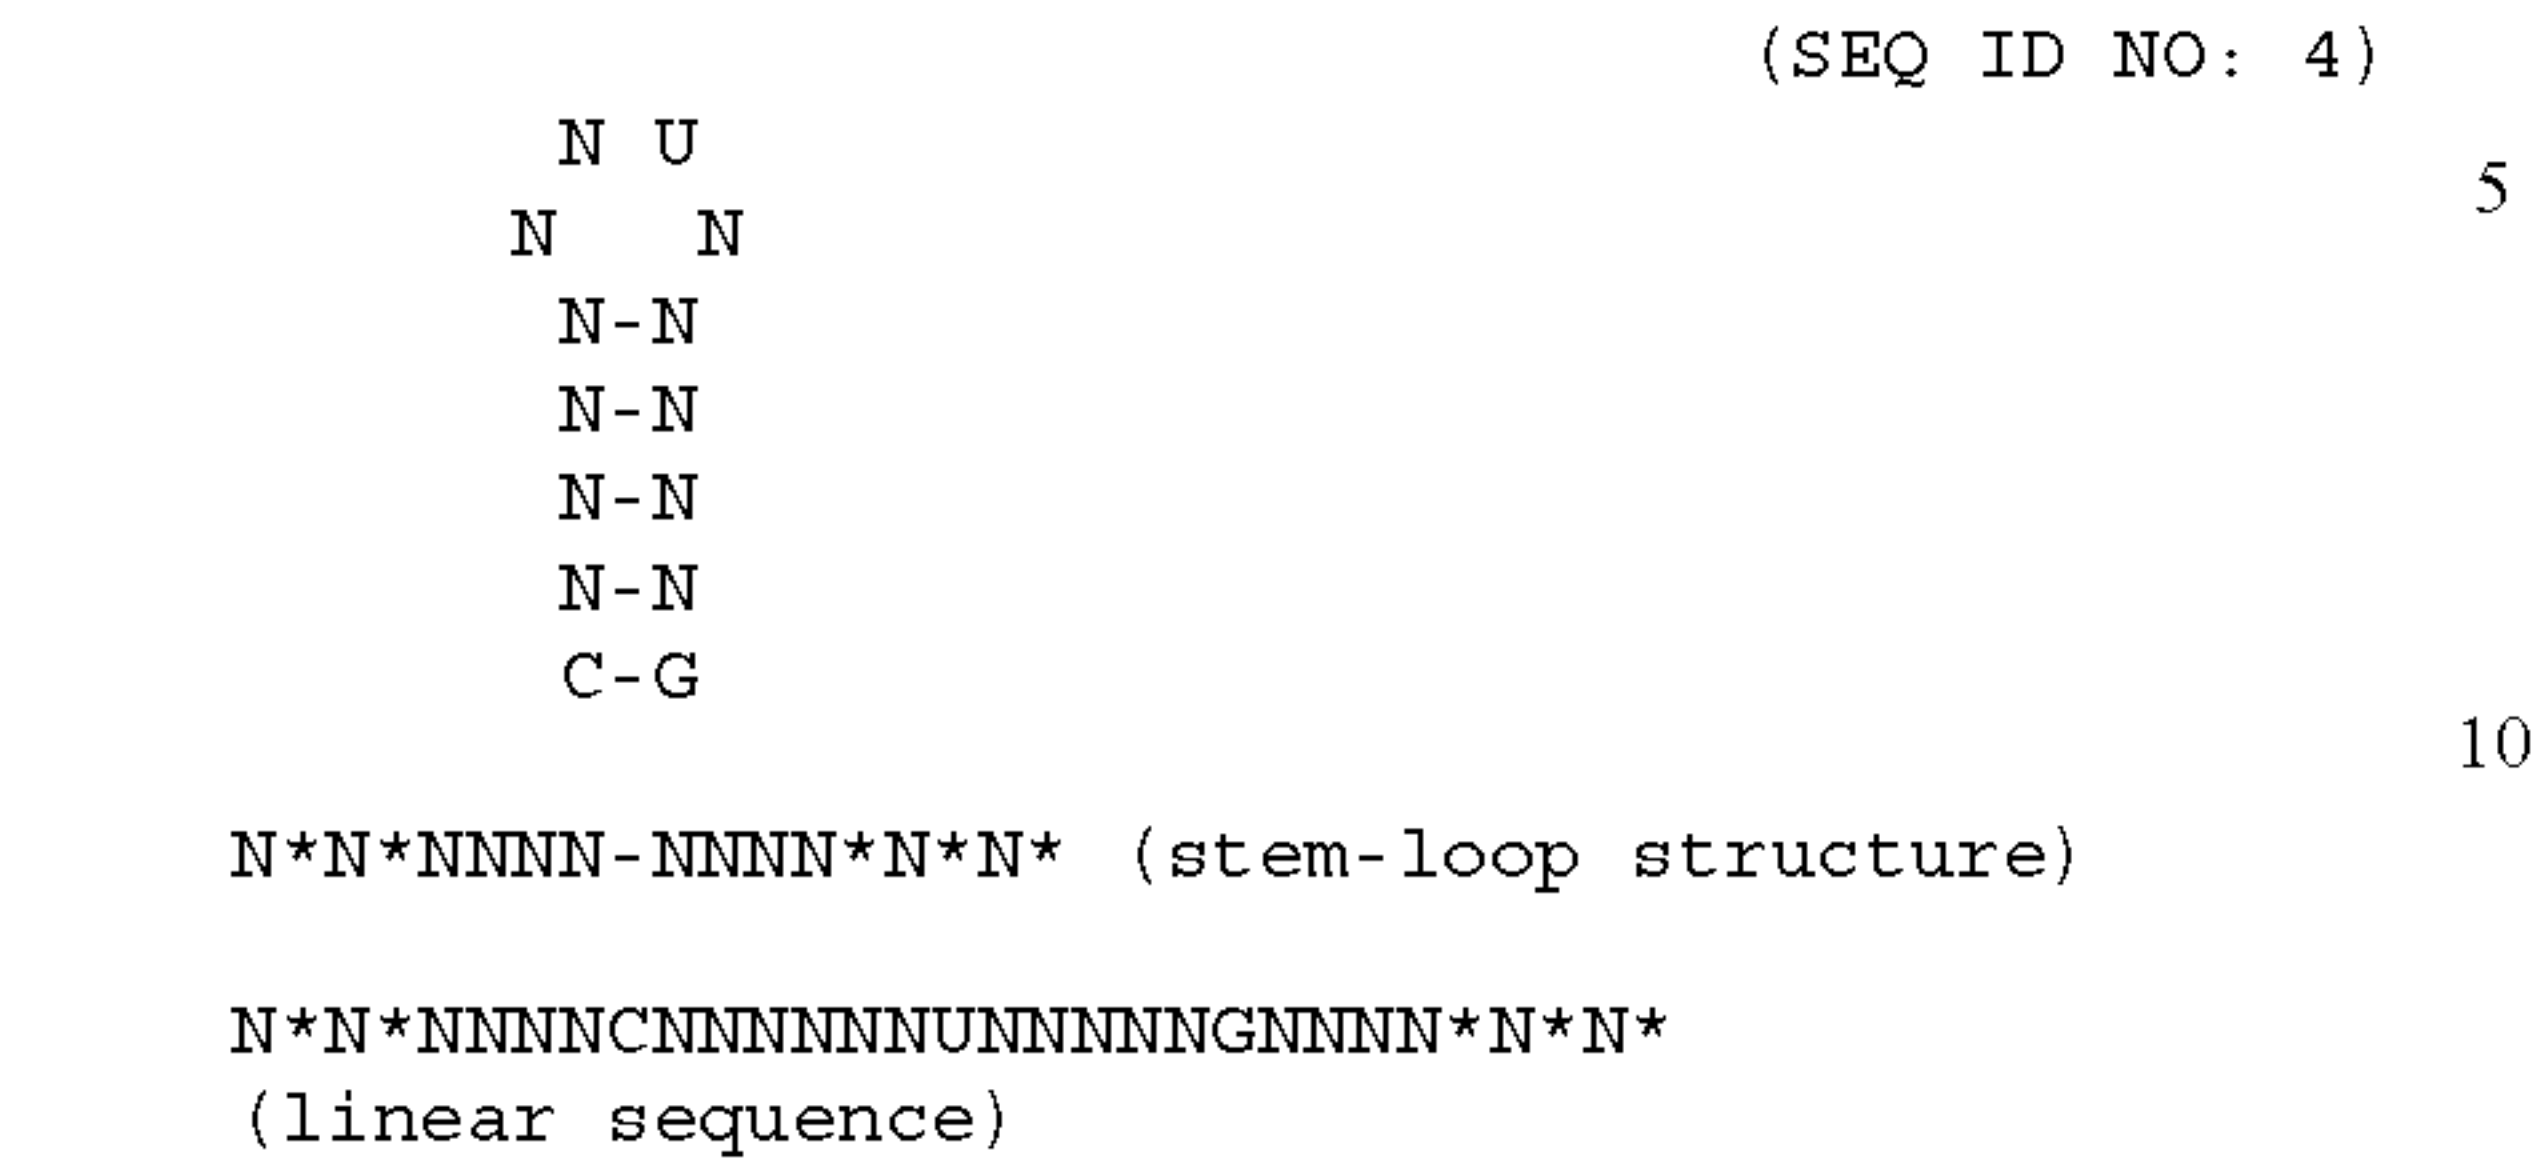 (SEQ ID NO: 4)
N U
5
N N
N-N
N-N
N-N
N-N
C-G
10
N*N*NNNN-NNNN*N*N* (stem-loop structure)
N*N*NNNNCNNNNNNUNNNNNGNNNN*N*N*
(linear sequence)